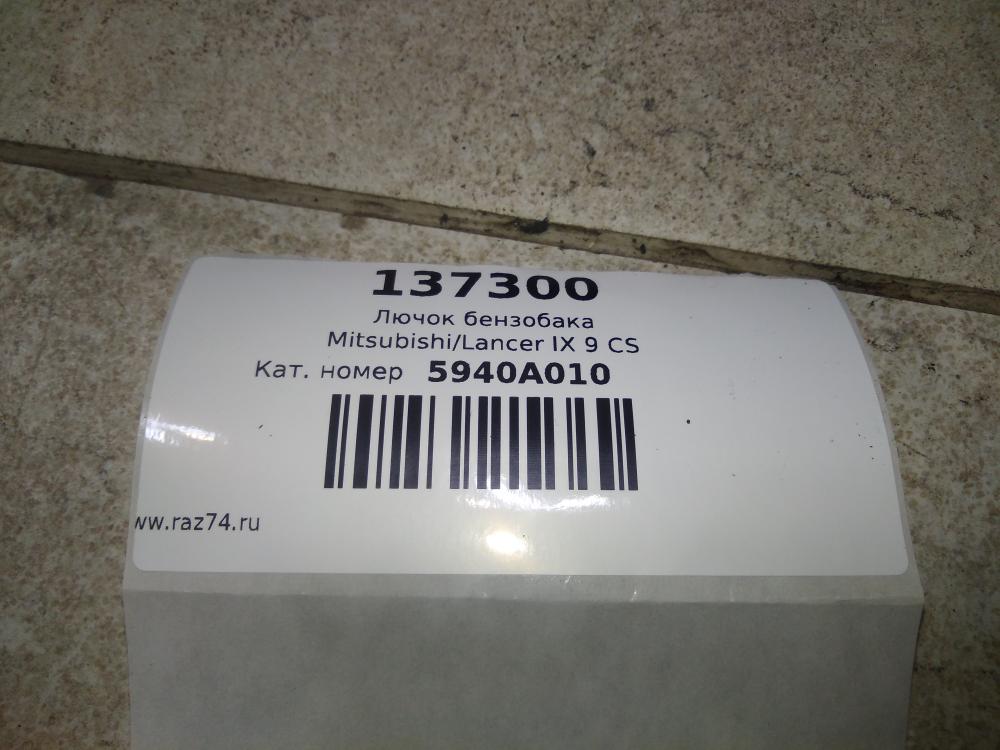 137300
Лючок бензобака
Mitsubishi/Lancer IX 9 CS
Кат. номер 5940A010
ww.raz74.ru